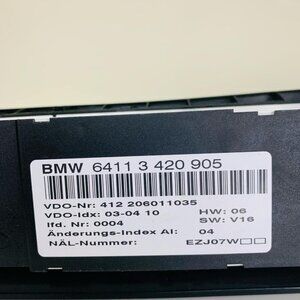 BMW 6411 3 420 905
VDO-Nr: 412 206011035
VDO-Idx: 03-04 10 HW: 06
lfd. Nr: 0004 SW: V16
Änderungs-Index AI: 04
NÄL-Nummer: EZJ07W□□